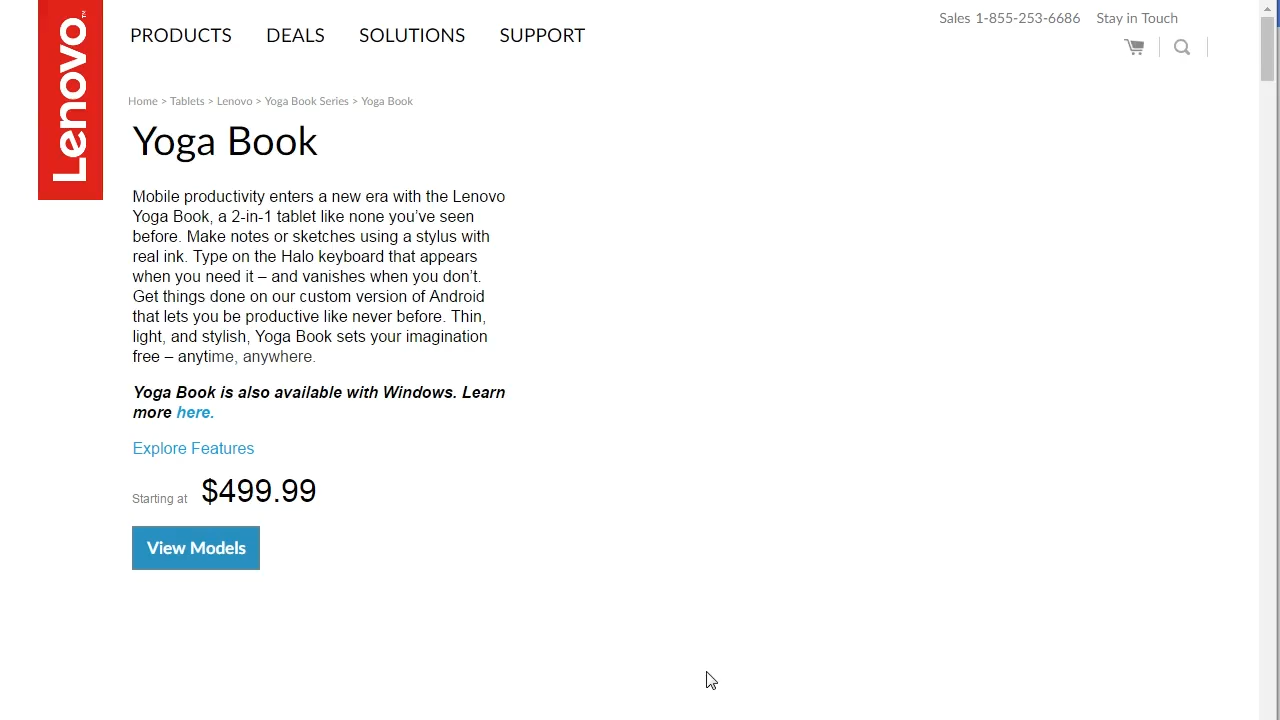 Lenovo™
PRODUCTS DEALS SOLUTIONS SUPPORT
Sales 1-855-253-6686 Stay in Touch
Home > Tablets > Lenovo > Yoga Book Series > Yoga Book
Yoga Book
Mobile productivity enters a new era with the Lenovo
Yoga Book, a 2-in-1 tablet like none you’ve seen
before. Make notes or sketches using a stylus with
real ink. Type on the Halo keyboard that appears
when you need it – and vanishes when you don’t.
Get things done on our custom version of Android
that lets you be productive like never before. Thin,
light, and stylish, Yoga Book sets your imagination
free – anytime, anywhere.
Yoga Book is also available with Windows. Learn
more here.
Explore Features
Starting at $499.99
View Models